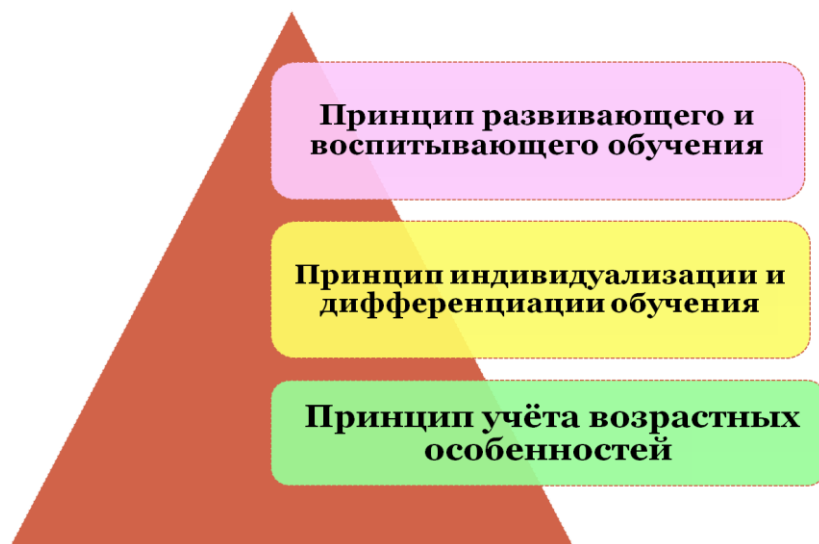 Принцип развивающего и
воспитывающего обучения
Принцип индивидуализации и
дифференциации обучения
Принцип учёта возрастных
особенностей